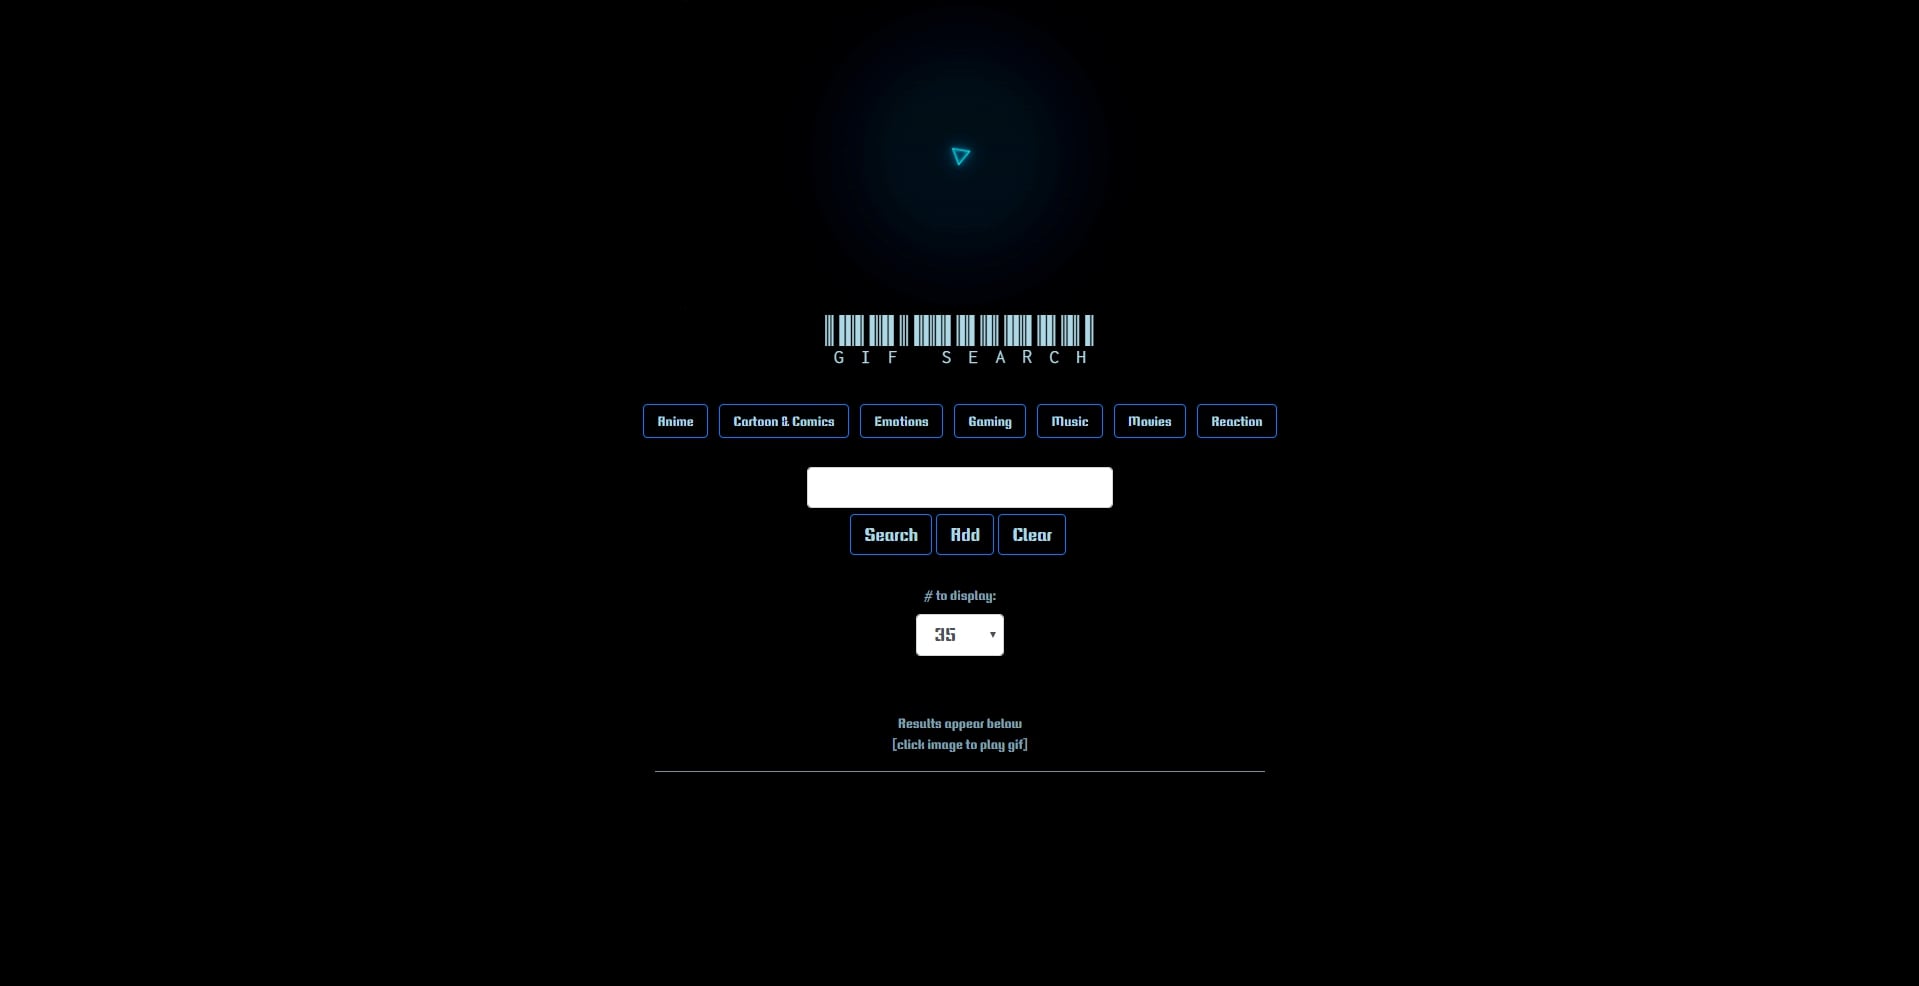 GIF SEARCH
Anime Cartoon & Comics Emotions Gaming Music Movies Reaction
Search Add Clear
# to display:
35
Results appear below
[click image to play gif]